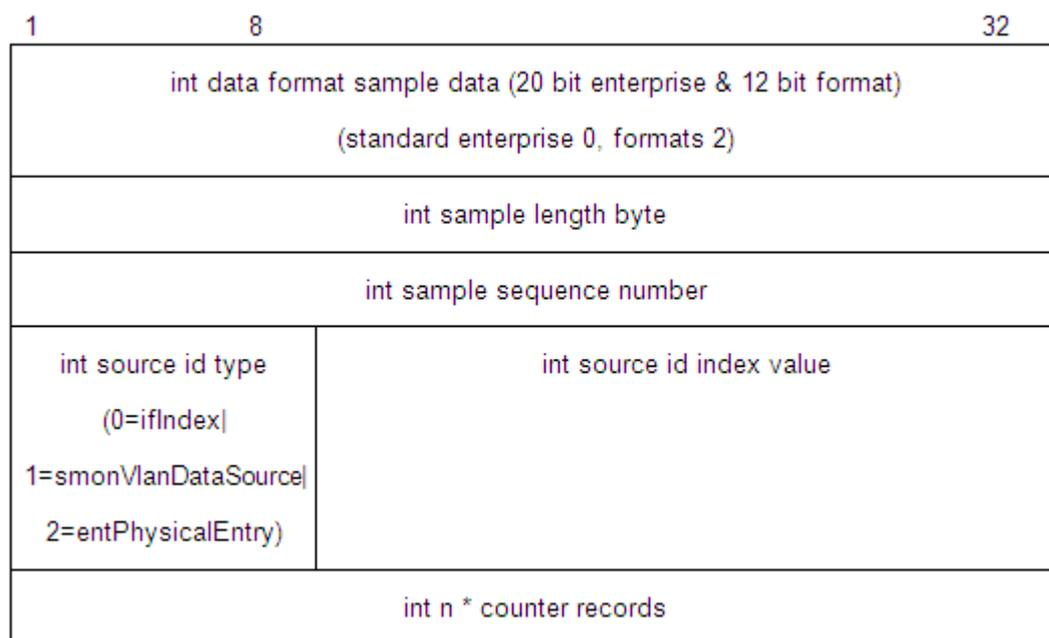 1 8 32
int data format sample data (20 bit enterprise & 12 bit format)
(standard enterprise 0, formats 2)
int sample length byte
int sample sequence number
int source id type
(0=ifIndex|
1=smonVlanDataSource|
2=entPhysicalEntry)
int source id index value
int n * counter records